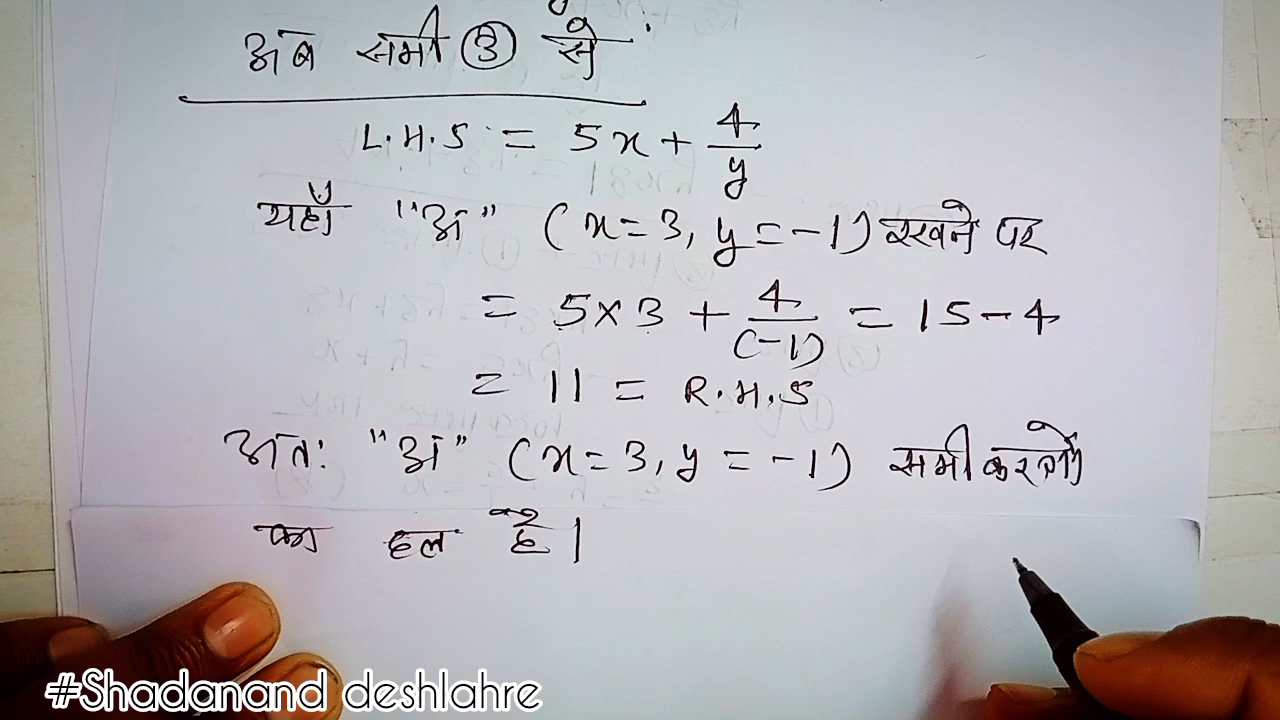 अब समी ③ से
L.H.S = 5x + 4/y
यहाँ "अ" (x=3, y=-1) रखने पर
= 5×3 + 4/(-1) = 15-4
= 11 = R.H.S
अतः "अ" (x=3, y=-1) समीकरणों
का हल है।
#Shadanand deshlahre